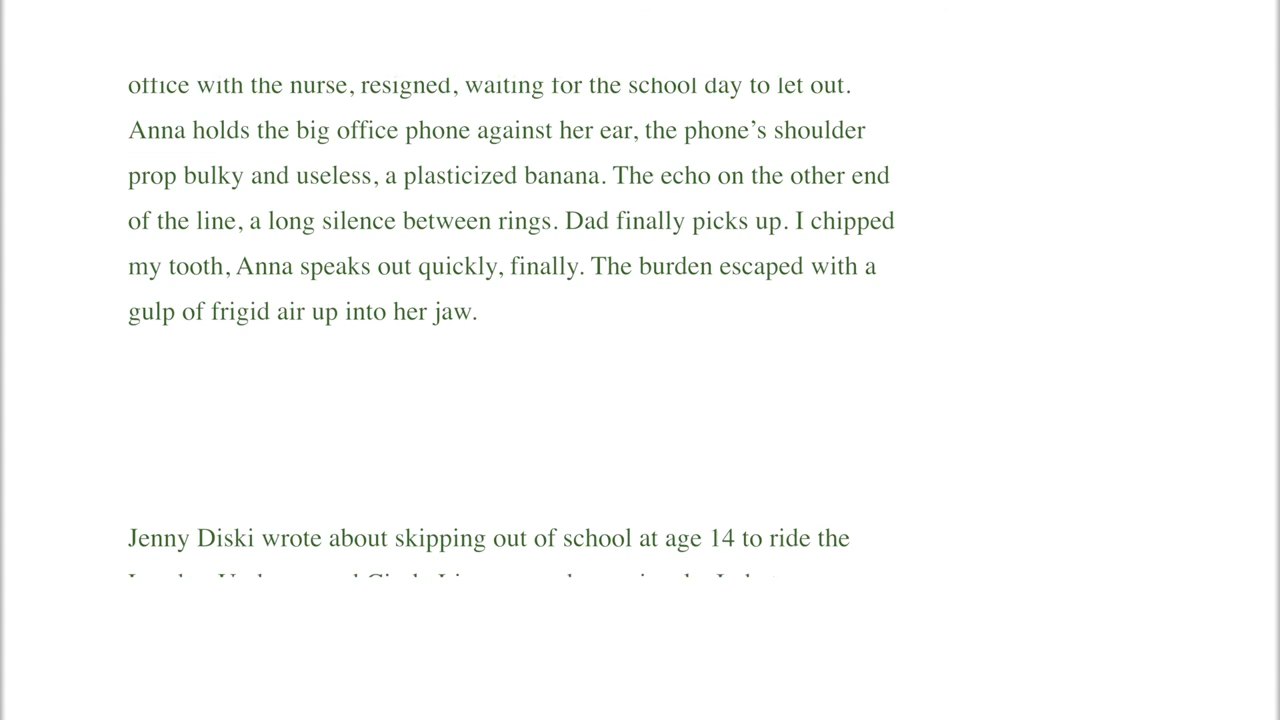 office with the nurse, resigned, waiting for the school day to let out.
Anna holds the big office phone against her ear, the phone’s shoulder
prop bulky and useless, a plasticized banana. The echo on the other end
of the line, a long silence between rings. Dad finally picks up. I chipped
my tooth, Anna speaks out quickly, finally. The burden escaped with a
gulp of frigid air up into her jaw.
Jenny Diski wrote about skipping out of school at age 14 to ride the